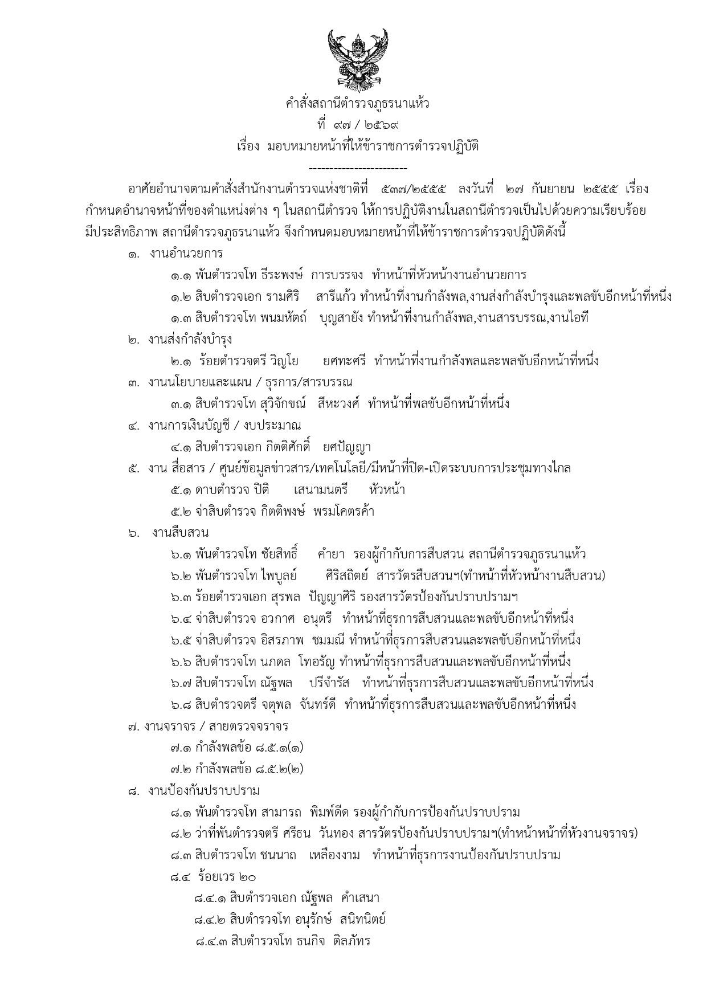 คำสั่งสถานีตำรวจภูธรนาแห้ว
ที่ ๙๗ / ๒๕๖๙
เรื่อง มอบหมายหน้าที่ให้ข้าราชการตำรวจปฏิบัติ
------------------------
อาศัยอำนาจตามคำสั่งสำนักงานตำรวจแห่งชาติที่ ๕๓๗/๒๕๕๕ ลงวันที่ ๒๗ กันยายน ๒๕๕๕ เรื่อง
กำหนดอำนาจหน้าที่ของตำแหน่งต่าง ๆ ในสถานีตำรวจ ให้การปฏิบัติงานในสถานีตำรวจเป็นไปด้วยความเรียบร้อย
มีประสิทธิภาพ สถานีตำรวจภูธรนาแห้ว จึงกำหนดมอบหมายหน้าที่ให้ข้าราชการตำรวจปฏิบัติดังนี้
๑. งานอำนวยการ
๑.๑ พันตำรวจโท ธีระพงษ์ การบรรจง ทำหน้าที่หัวหน้างานอำนวยการ
๑.๒ สิบตำรวจเอก รามศิริ สารีแก้ว ทำหน้าที่งานกำลังพล,งานส่งกำลังบำรุงและพลขับอีกหน้าที่หนึ่ง
๑.๓ สิบตำรวจโท พนมหัตถ์ บุญสายัง ทำหน้าที่งานกำลังพล,งานสารบรรณ,งานไอที
๒. งานส่งกำลังบำรุง
๒.๑ ร้อยตำรวจตรี วิญโย ยศทะศรี ทำหน้าที่งานกำลังพลและพลขับอีกหน้าที่หนึ่ง
๓. งานนโยบายและแผน / ธุรการ/สารบรรณ
๓.๑ สิบตำรวจโท สุวิจักขณ์ สีหะวงศ์ ทำหน้าที่พลขับอีกหน้าที่หนึ่ง
๔. งานการเงินบัญชี / งบประมาณ
๔.๑ สิบตำรวจเอก กิตติศักดิ์ ยศปัญญา
๕. งาน สื่อสาร / ศูนย์ข้อมูลข่าวสาร/เทคโนโลยี/มีหน้าที่ปิด-เปิดระบบการประชุมทางไกล
๕.๑ ดาบตำรวจ ปิติ เสนามนตรี หัวหน้า
๕.๒ จ่าสิบตำรวจ กิตติพงษ์ พรมโคตรค้า
๖. งานสืบสวน
๖.๑ พันตำรวจโท ชัยสิทธิ์ คำยา รองผู้กำกับการสืบสวน สถานีตำรวจภูธรนาแห้ว
๖.๒ พันตำรวจโท ไพบูลย์ ศิริสถิตย์ สารวัตรสืบสวนฯ(ทำหน้าที่หัวหน้างานสืบสวน)
๖.๓ ร้อยตำรวจเอก สุรพล ปัญญาศิริ รองสารวัตรป้องกันปราบปรามฯ
๖.๔ จ่าสิบตำรวจ อวกาศ อนุตรี ทำหน้าที่ธุรการสืบสวนและพลขับอีกหน้าที่หนึ่ง
๖.๕ จ่าสิบตำรวจ อิสรภาพ ชมมณี ทำหน้าที่ธุรการสืบสวนและพลขับอีกหน้าที่หนึ่ง
๖.๖ สิบตำรวจโท นภดล โทอรัญ ทำหน้าที่ธุรการสืบสวนและพลขับอีกหน้าที่หนึ่ง
๖.๗ สิบตำรวจโท ณัฐพล ปรีจำรัส ทำหน้าที่ธุรการสืบสวนและพลขับอีกหน้าที่หนึ่ง
๖.๘ สิบตำรวจตรี จตุพล จันทร์ดี ทำหน้าที่ธุรการสืบสวนและพลขับอีกหน้าที่หนึ่ง
๗. งานจราจร / สายตรวจจราจร
๗.๑ กำลังพลข้อ ๘.๕.๑(๑)
๗.๒ กำลังพลข้อ ๘.๕.๒(๒)
๘. งานป้องกันปราบปราม
๘.๑ พันตำรวจโท สามารถ พิมพ์ดีด รองผู้กำกับการป้องกันปราบปราม
๘.๒ ว่าที่พันตำรวจตรี ศรีธน วันทอง สารวัตรป้องกันปราบปรามฯ(ทำหน้าหน้าที่หัวงานจราจร)
๘.๓ สิบตำรวจโท ชนนาถ เหลืองงาม ทำหน้าที่ธุรการงานป้องกันปราบปราม
๘.๔ ร้อยเวร ๒๐
๘.๔.๑ สิบตำรวจเอก ณัฐพล คำเสนา
๘.๔.๒ สิบตำรวจโท อนุรักษ์ สนิทนิตย์
๘.๔.๓ สิบตำรวจโท ธนกิจ ติลภัทร